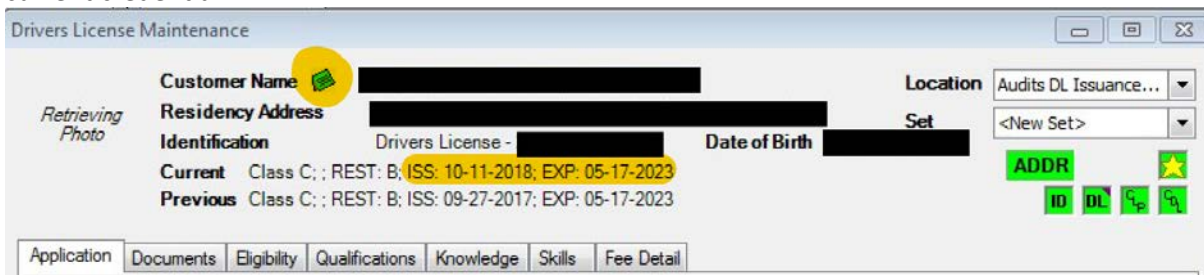 Drivers License Maintenance
Customer Name
Location Audits DL Issuance...
Retrieving Photo
Residency Address
Set <New Set>
Identification Drivers License - Date of Birth
Current Class C; ; REST: B; ISS: 10-11-2018; EXP: 05-17-2023
ADDR
Previous Class C; ; REST: B; ISS: 09-27-2017; EXP: 05-17-2023
ID DL CLP CDL
Application Documents Eligibility Qualifications Knowledge Skills Fee Detail